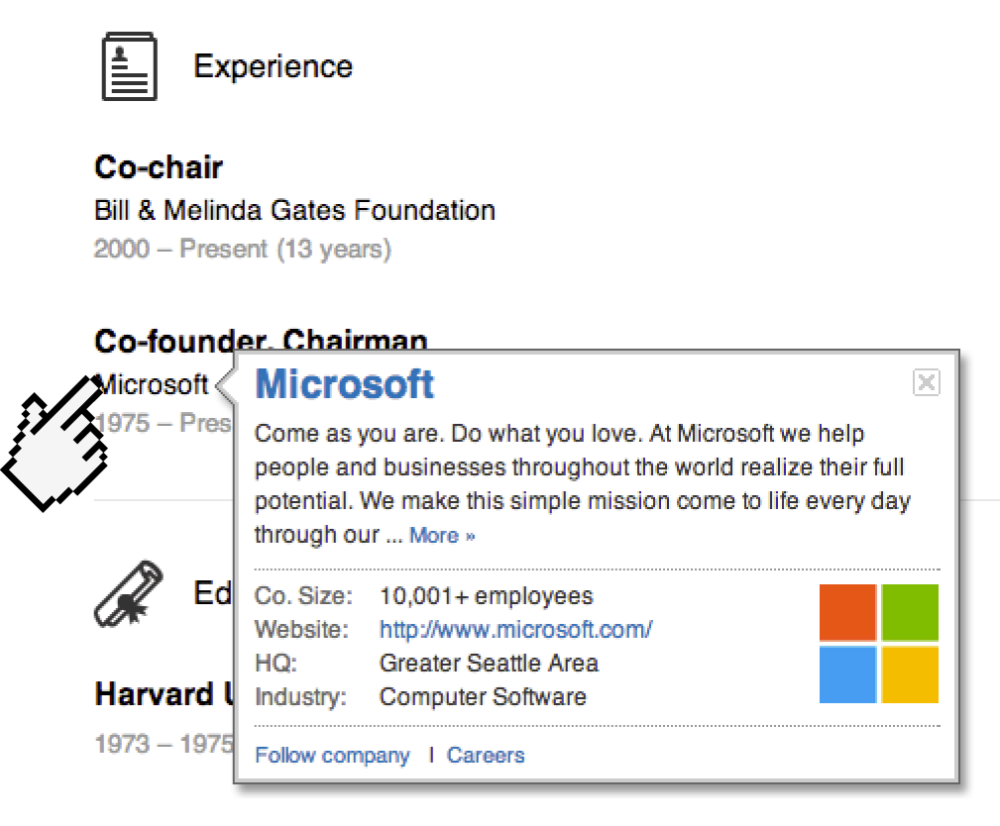 Experience
Co-chair
Bill & Melinda Gates Foundation
2000 – Present (13 years)
Co-founder, Chairman
Microsoft
1975 – Pres
Microsoft
Come as you are. Do what you love. At Microsoft we help
people and businesses throughout the world realize their full
potential. We make this simple mission come to life every day
through our ... More »
Co. Size: 10,001+ employees
Website: http://www.microsoft.com/
HQ: Greater Seattle Area
Industry: Computer Software
Follow company | Careers
Ed
Harvard U
1973 – 1975